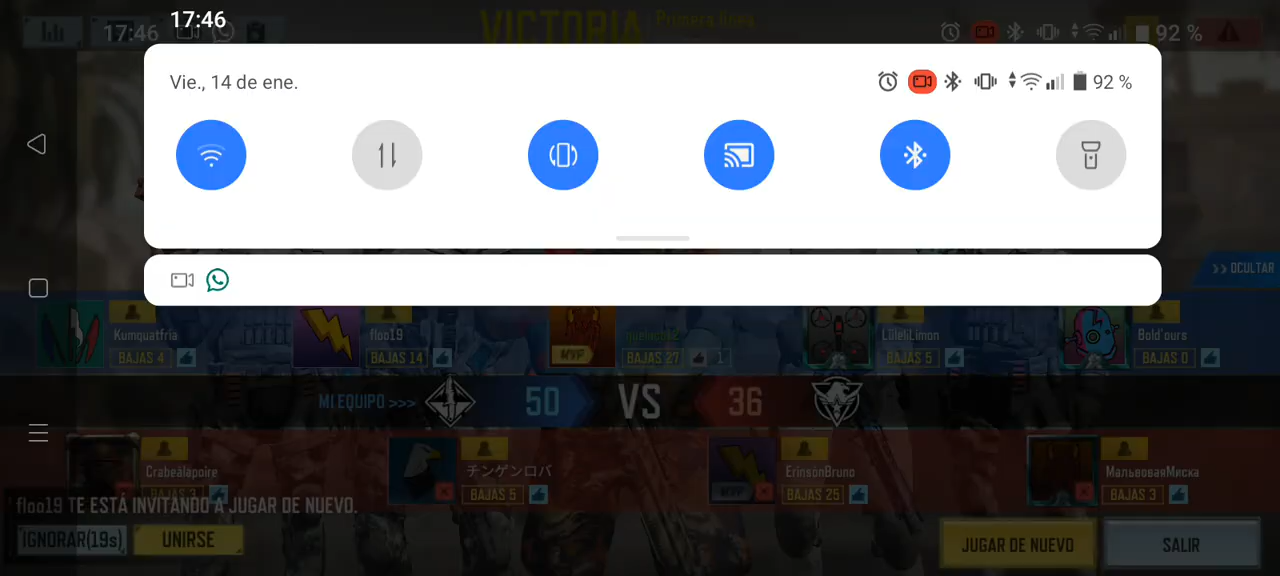 VICTORIA Primera línea
17:46
17:46
92 %
Vie., 14 de ene.
92 %
OCULTAR
Kumquatfria
BAJAS 4
floo19
BAJAS 14
MVP
BAJAS 27
1
LüleliLimon
BAJAS 5
Bold'ours
BAJAS 0
MI EQUIPO >>>
50
VS
36
Crabeàlapoire
BAJAS 3
チンゲンロバ
BAJAS 5
MVP
ErinsónBruno
BAJAS 25
МальвоваяМиска
BAJAS 3
floo19 TE ESTÁ INVITANDO A JUGAR DE NUEVO.
IGNORAR(19s)
UNIRSE
JUGAR DE NUEVO
SALIR